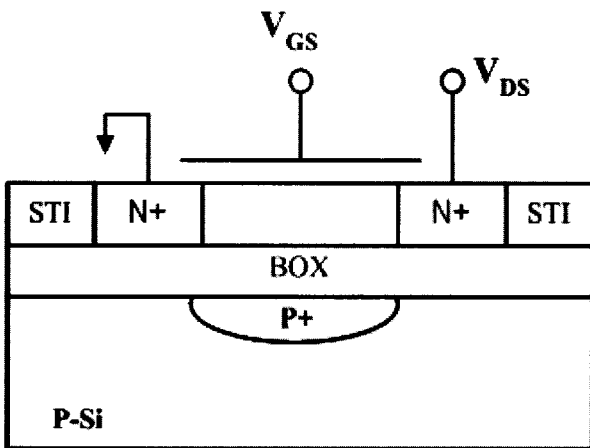 V_GS
V_DS
STI N+ N+ STI
BOX
P+
P-Si